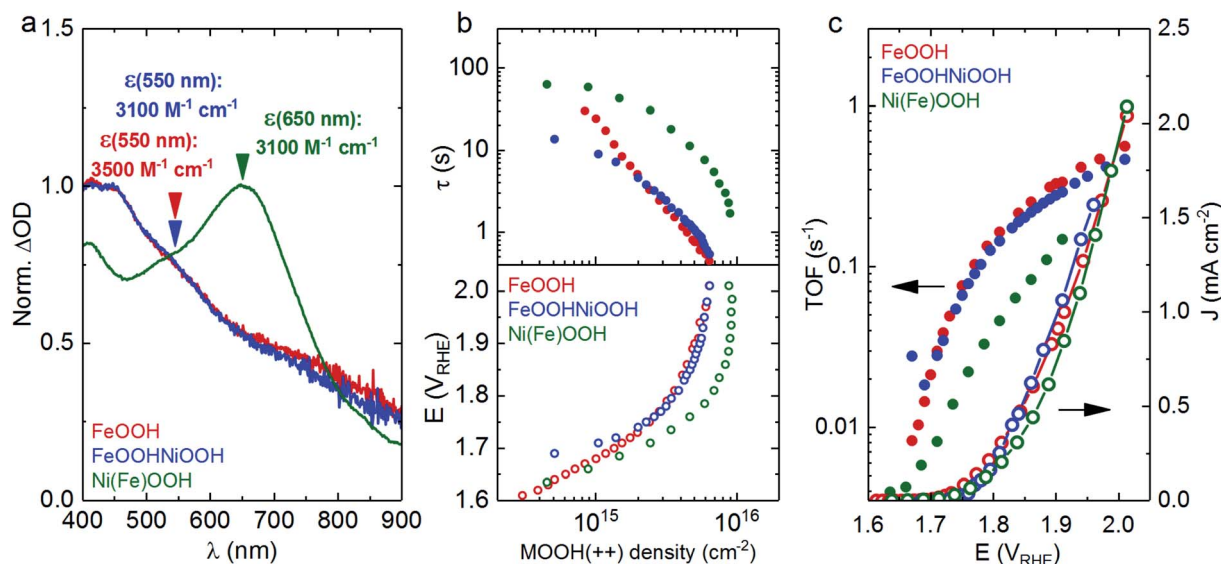 a
1.5
1.0
0.5
0.0
Norm. ΔOD
ε(550 nm):
3100 M⁻¹ cm⁻¹
ε(550 nm):
3500 M⁻¹ cm⁻¹
ε(650 nm):
3100 M⁻¹ cm⁻¹
FeOOH
FeOOHNiOOH
Ni(Fe)OOH
400 500 600 700 800 900
λ (nm)
b
100
10
1
τ (s)
2.0
1.9
1.8
1.7
1.6
E (V_RHE)
FeOOH
FeOOHNiOOH
Ni(Fe)OOH
10¹⁵ 10¹⁶
MOOH(++) density (cm⁻²)
c
FeOOH
FeOOHNiOOH
Ni(Fe)OOH
1
0.1
0.01
TOF (s⁻¹)
2.5
2.0
1.5
1.0
0.5
0.0
J (mA cm⁻²)
1.6 1.7 1.8 1.9 2.0
E (V_RHE)